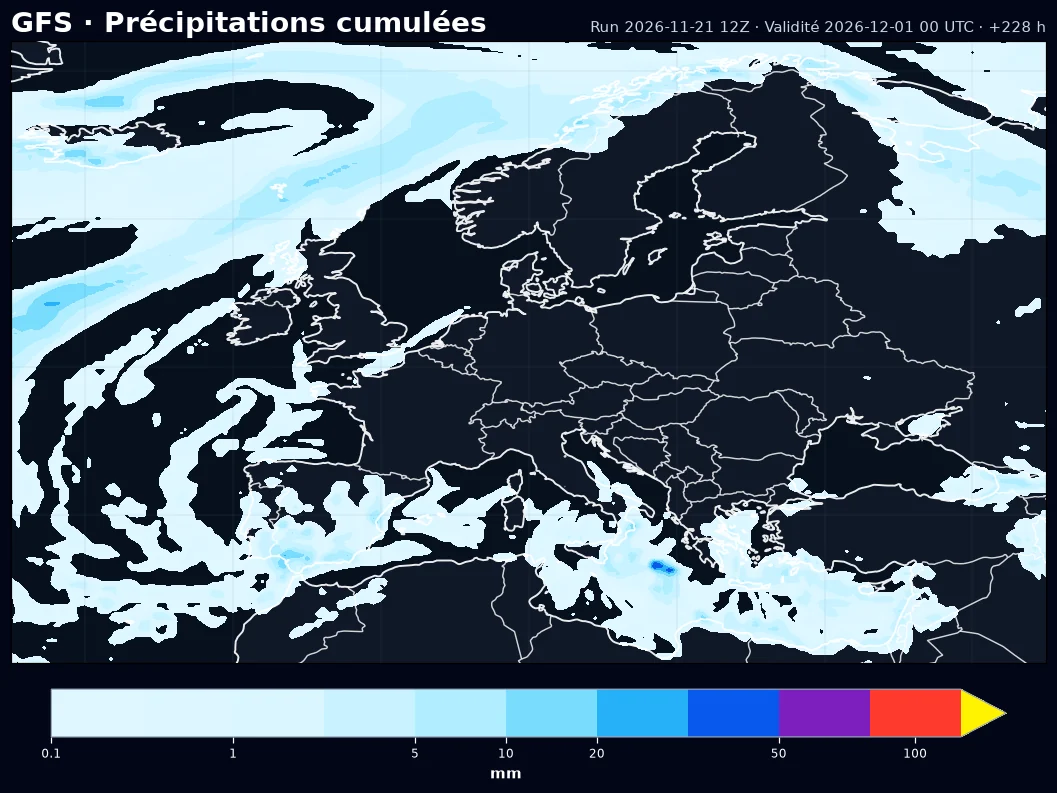 GFS · Précipitations cumulées
Run 2026-11-21 12Z · Validité 2026-12-01 00 UTC · +228 h
0.1 1 5 10 20 50 100
mm